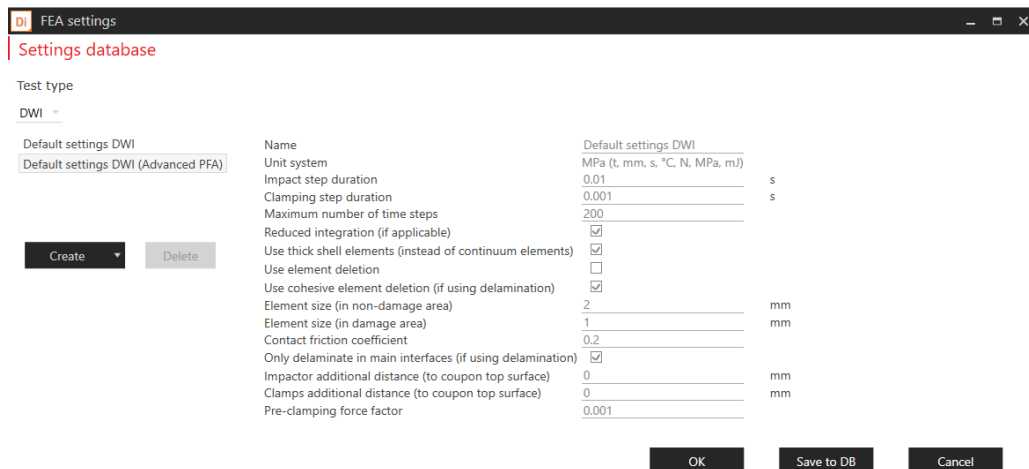 Di FEA settings
Settings database
Test type
DWI
Default settings DWI
Default settings DWI (Advanced PFA)
Create
Delete
Name Default settings DWI
Unit system MPa (t, mm, s, °C, N, MPa, mJ)
Impact step duration 0.01 s
Clamping step duration 0.001 s
Maximum number of time steps 200
Reduced integration (if applicable)
Use thick shell elements (instead of continuum elements)
Use element deletion
Use cohesive element deletion (if using delamination)
Element size (in non-damage area) 2 mm
Element size (in damage area) 1 mm
Contact friction coefficient 0.2
Only delaminate in main interfaces (if using delamination)
Impactor additional distance (to coupon top surface) 0 mm
Clamps additional distance (to coupon top surface) 0 mm
Pre-clamping force factor 0.001
OK Save to DB Cancel